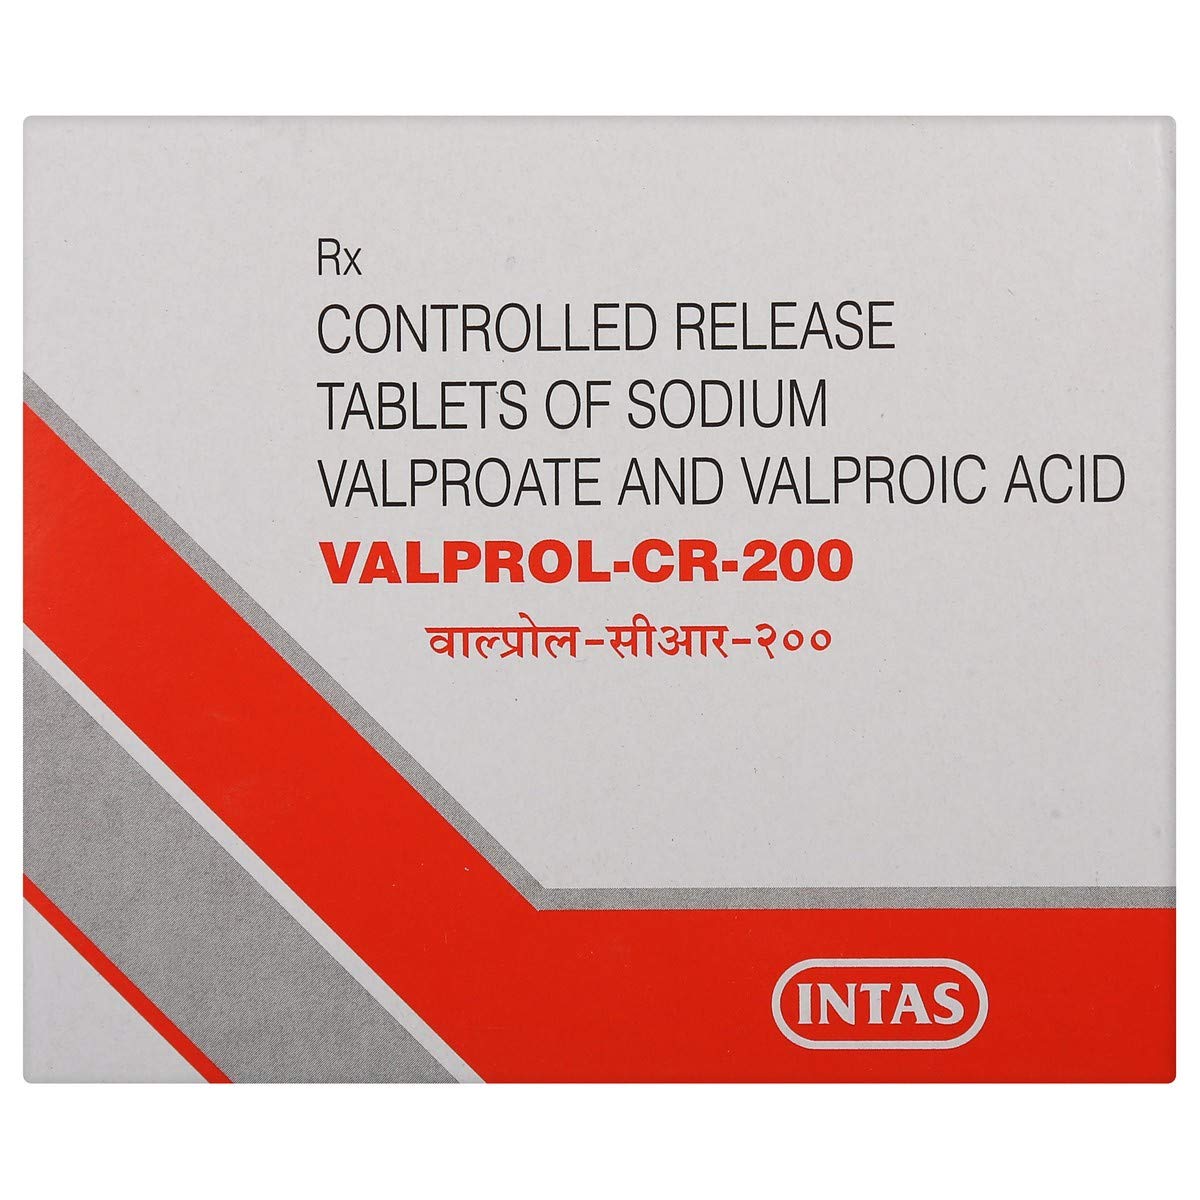 Rx
CONTROLLED RELEASE
TABLETS OF SODIUM
VALPROATE AND VALPROIC ACID
VALPROL-CR-200
वाल्प्रोल-सीआर-२००
INTAS